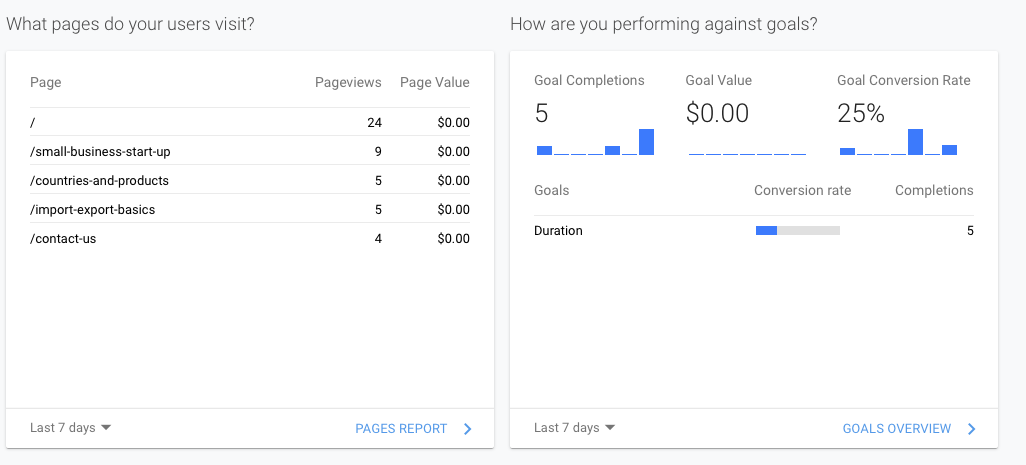 What pages do your users visit?
Page Pageviews Page Value
/ 24 $0.00
/small-business-start-up 9 $0.00
/countries-and-products 5 $0.00
/import-export-basics 5 $0.00
/contact-us 4 $0.00
Last 7 days PAGES REPORT
How are you performing against goals?
Goal Completions Goal Value Goal Conversion Rate
5 $0.00 25%
Goals Conversion rate Completions
Duration 5
Last 7 days GOALS OVERVIEW